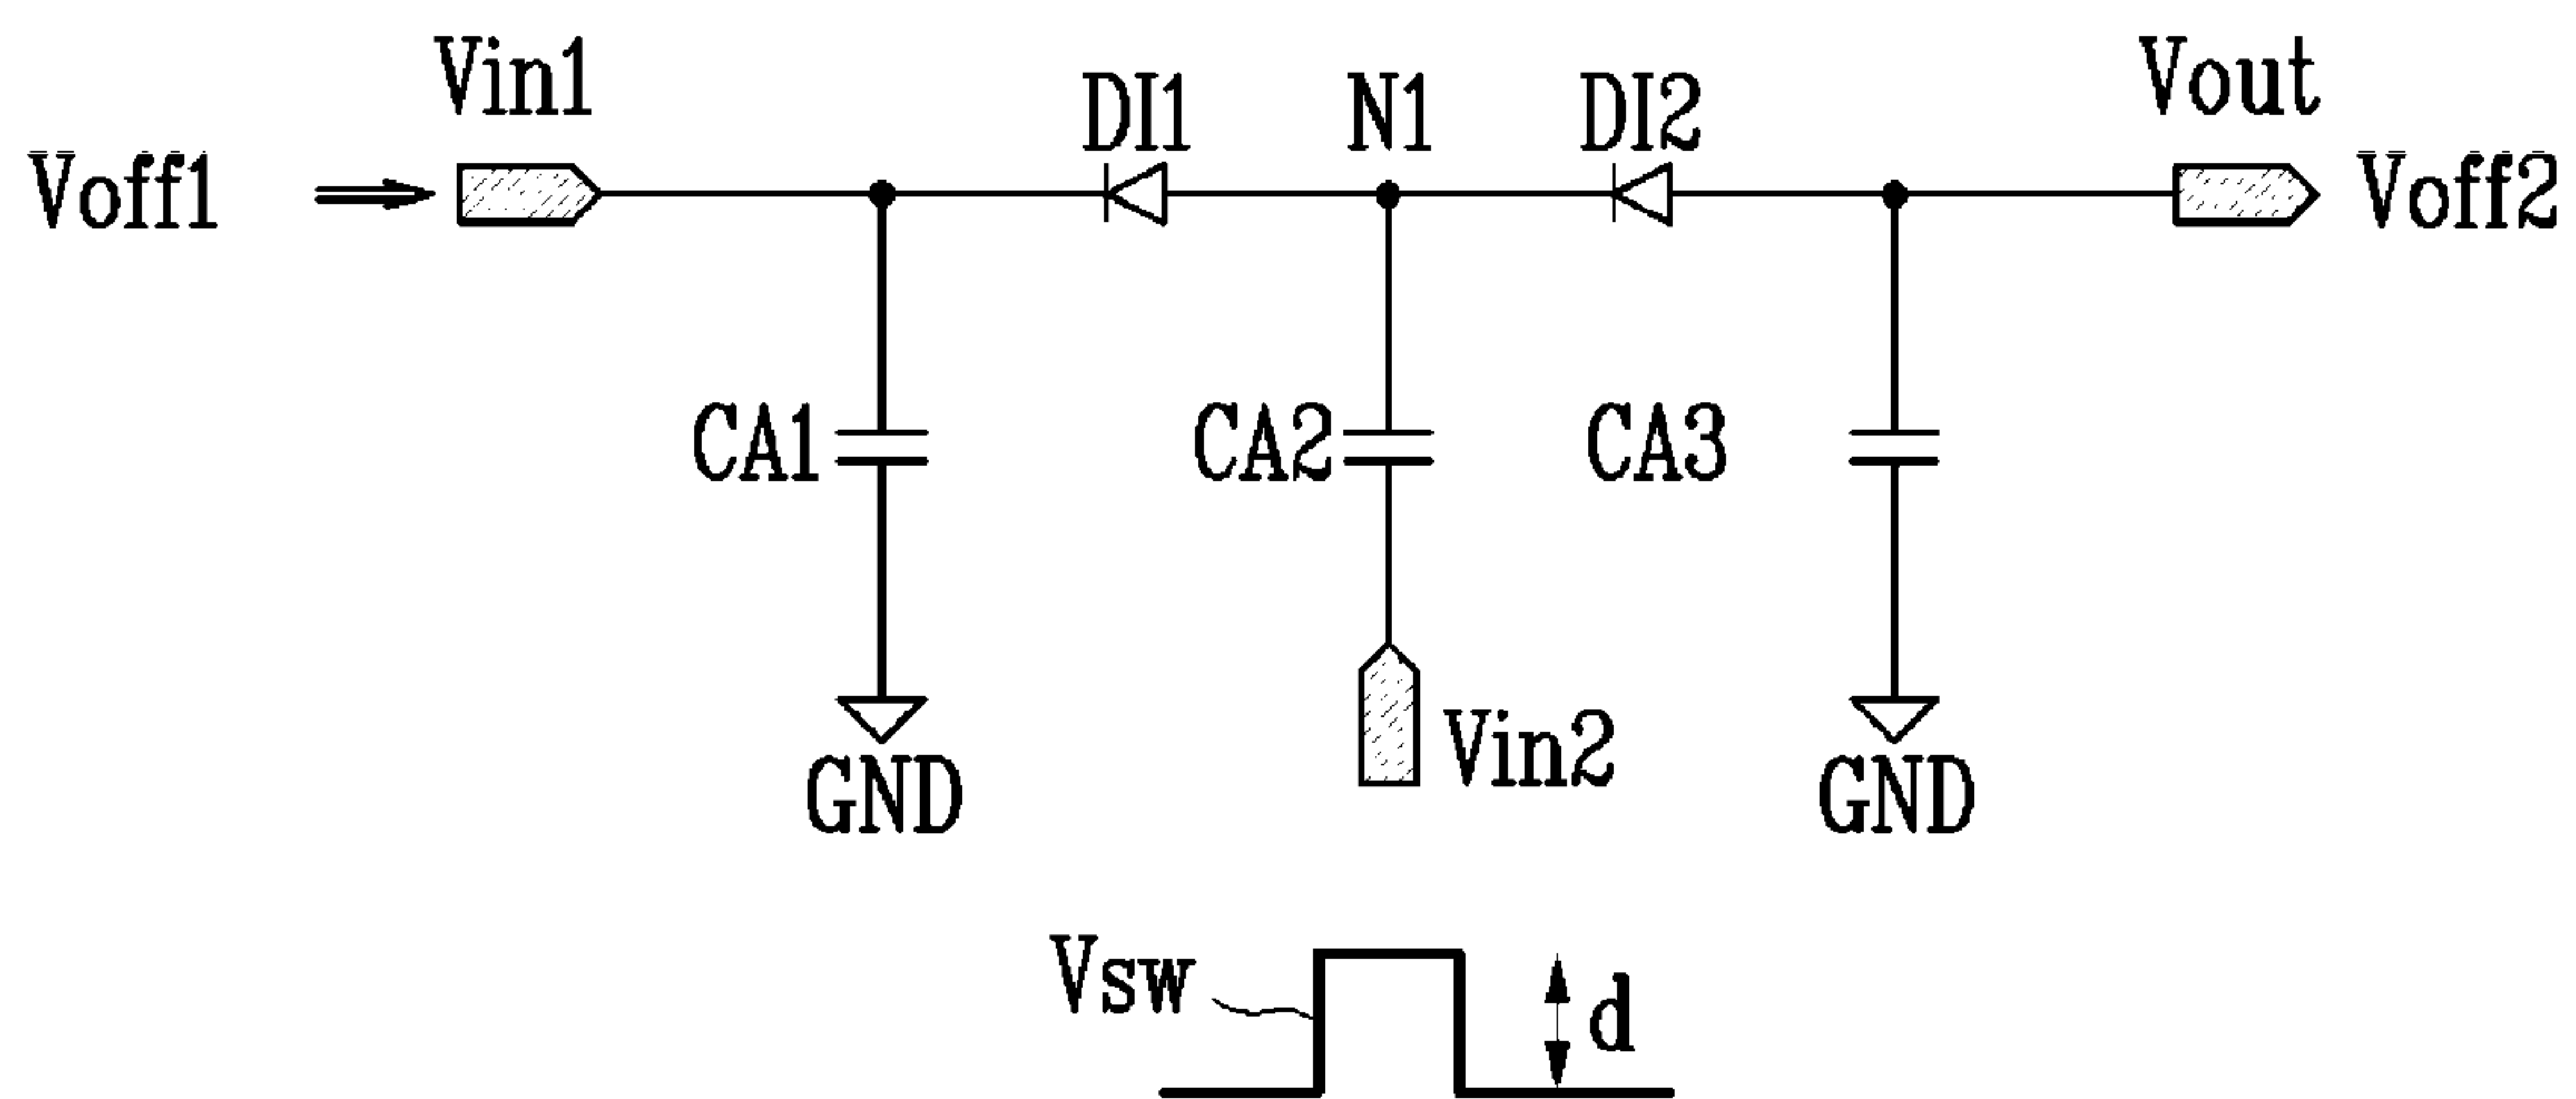 Vin1
DI1
N1
DI2
Vout
Voff1
Voff2
CA1
CA2
CA3
Vin2
GND
GND
Vsw
d